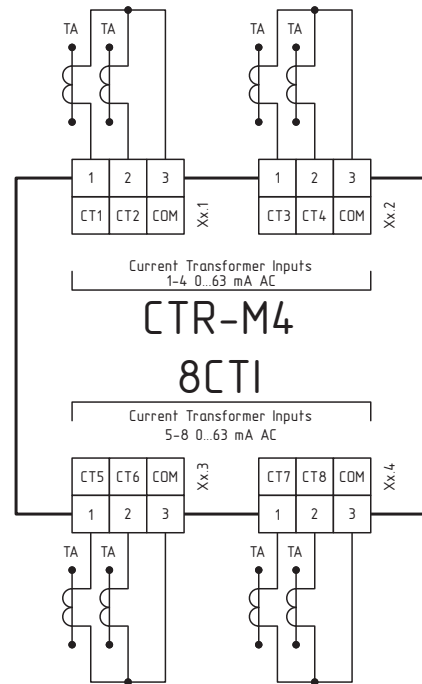 TA TA TA TA
1 2 3 1 2 3
CT1 CT2 COM Xx.1 CT3 CT4 COM Xx.2
Current Transformer Inputs
1-4 0...63 mA AC
CTR-M4
8CTI
Current Transformer Inputs
5-8 0...63 mA AC
CT5 CT6 COM Xx.3 CT7 CT8 COM Xx.4
1 2 3 1 2 3
TA TA TA TA